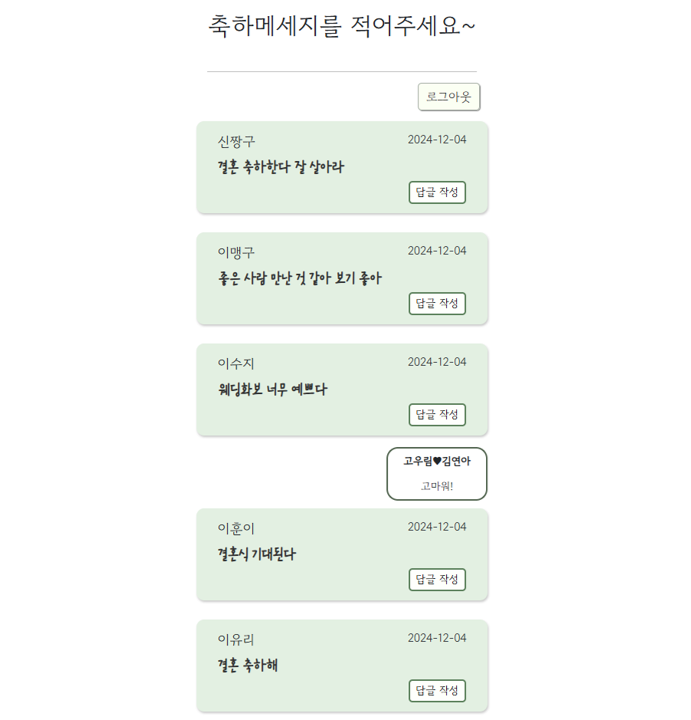 축하메세지를 적어주세요~
로그아웃
신짱구 2024-12-04
결혼 축하한다 잘 살아라
답글 작성
이맹구 2024-12-04
좋은 사람 만난 것 같아 보기 좋아
답글 작성
이수지 2024-12-04
웨딩화보 너무 예쁘다
답글 작성
고우림♥김연아
고마워!
이훈이 2024-12-04
결혼식 기대된다
답글 작성
이유리 2024-12-04
결혼 축하해
답글 작성